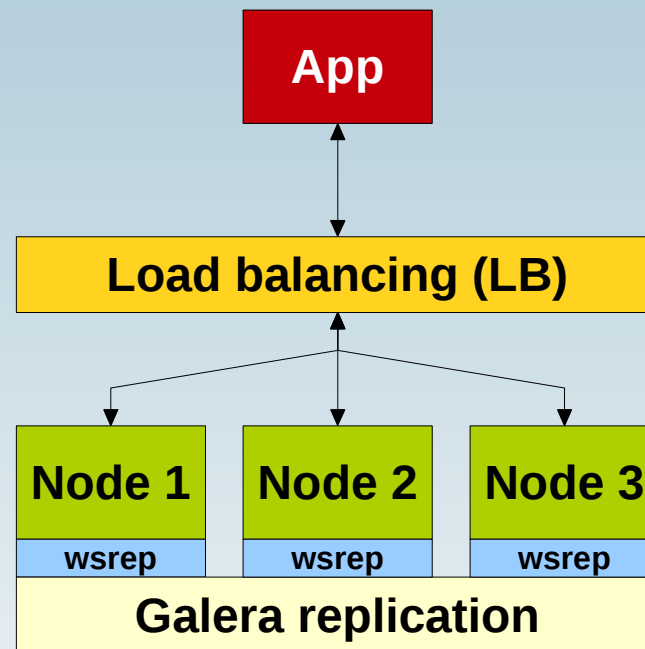 App
Load balancing (LB)
Node 1
Node 2
Node 3
wsrep
wsrep
wsrep
Galera replication